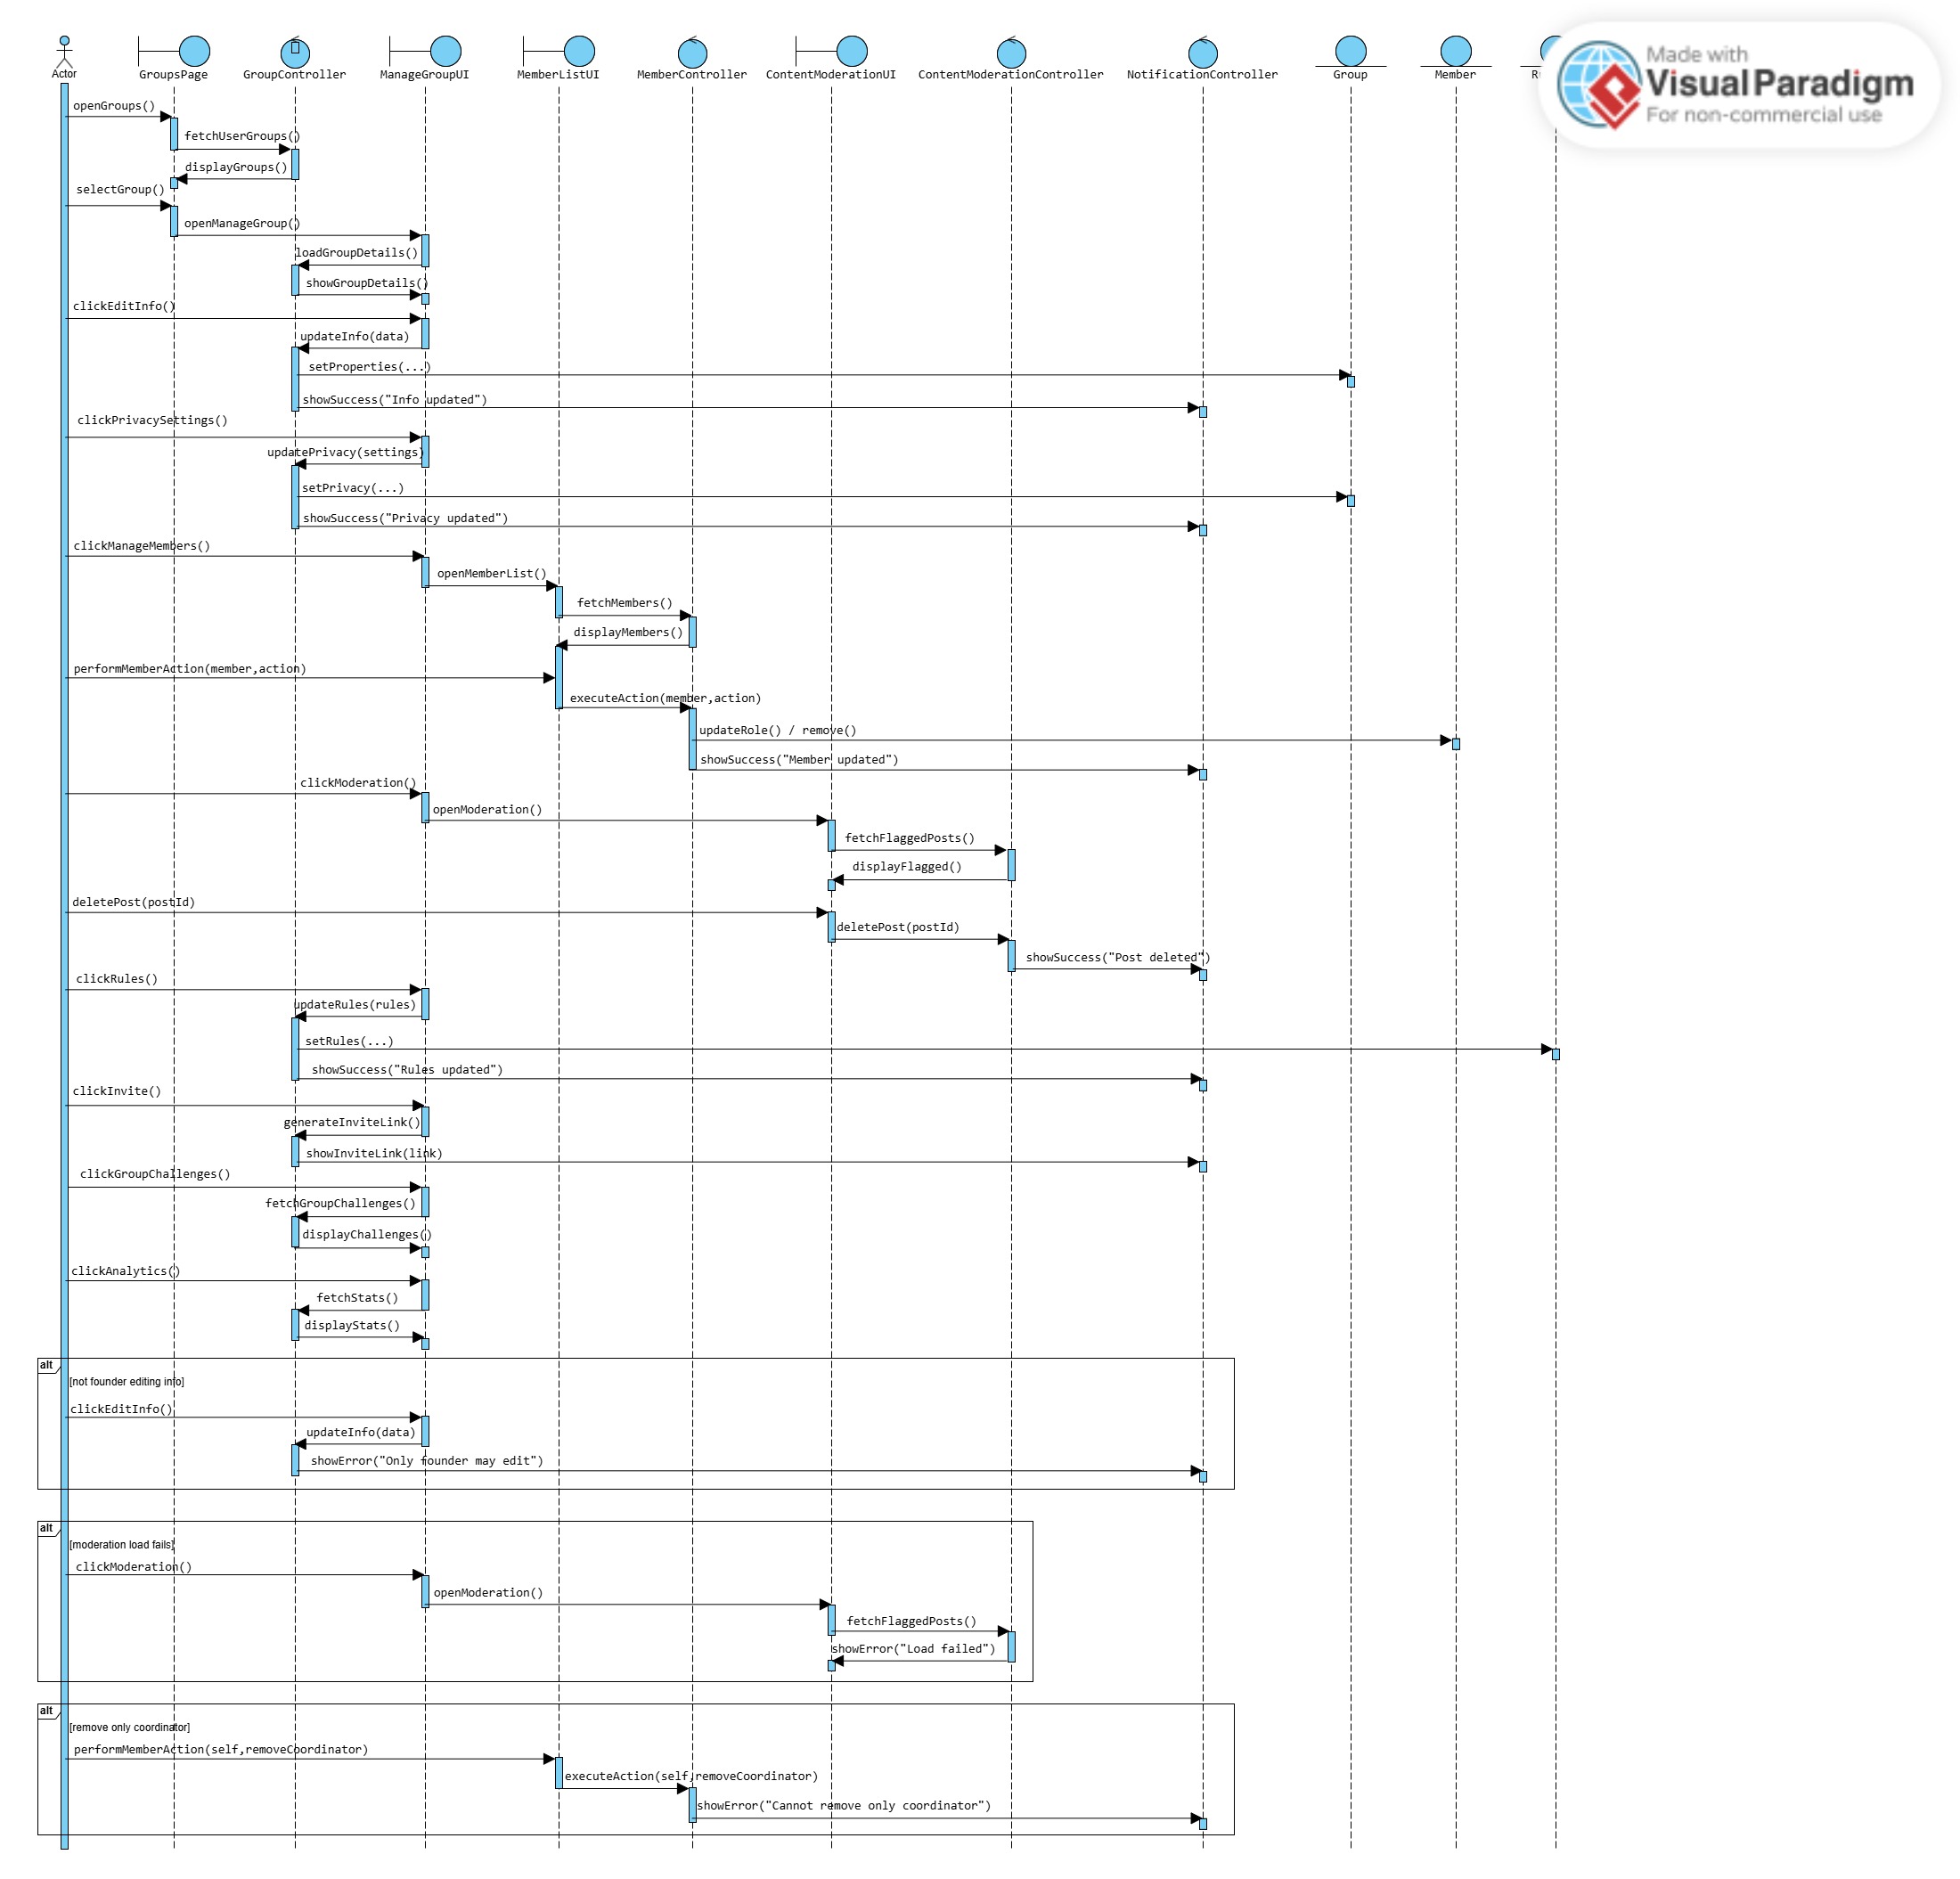 Made with
Visual Paradigm
For non-commercial use
Actor
GroupsPage
GroupController
ManageGroupUI
MemberListUI
MemberController
ContentModerationUI
ContentModerationController
NotificationController
Group
Member
openGroups()
fetchUserGroups()
displayGroups()
selectGroup()
openManageGroup()
loadGroupDetails()
showGroupDetails()
clickEditInfo()
updateInfo(data)
setProperties(...)
showSuccess("Info updated")
clickPrivacySettings()
updatePrivacy(settings)
setPrivacy(...)
showSuccess("Privacy updated")
clickManageMembers()
openMemberList()
fetchMembers()
displayMembers()
performMemberAction(member,action)
executeAction(member,action)
updateRole() / remove()
showSuccess("Member updated")
clickModeration()
openModeration()
fetchFlaggedPosts()
displayFlagged()
deletePost(postId)
deletePost(postId)
showSuccess("Post deleted")
clickRules()
updateRules(rules)
setRules(...)
showSuccess("Rules updated")
clickInvite()
generateInviteLink()
showInviteLink(link)
clickGroupChallenges()
fetchGroupChallenges()
displayChallenges()
clickAnalytics()
fetchStats()
displayStats()
alt
[not founder editing info]
clickEditInfo()
updateInfo(data)
showError("Only founder may edit")
alt
[moderation load fails]
clickModeration()
openModeration()
fetchFlaggedPosts()
showError("Load failed")
alt
[remove only coordinator]
performMemberAction(self,removeCoordinator)
executeAction(self,removeCoordinator)
showError("Cannot remove only coordinator")